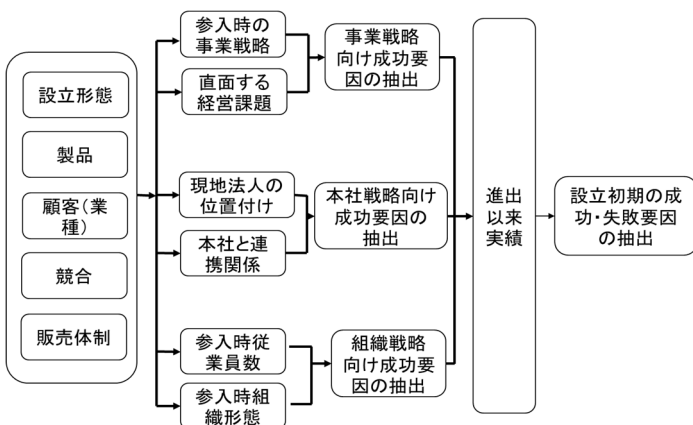 設立形態
製品
顧客（業
種）
競合
販売体制
参入時の
事業戦略
直面する
経営課題
現地法人の
位置付け
本社と連
携関係
参入時従
業員数
参入時組
織形態
事業戦略
向け成功要
因の抽出
本社戦略向け
成功要因の
抽出
組織戦略
向け成功要
因の抽出
進出
以来
実績
設立初期の成
功・失敗要因
の抽出